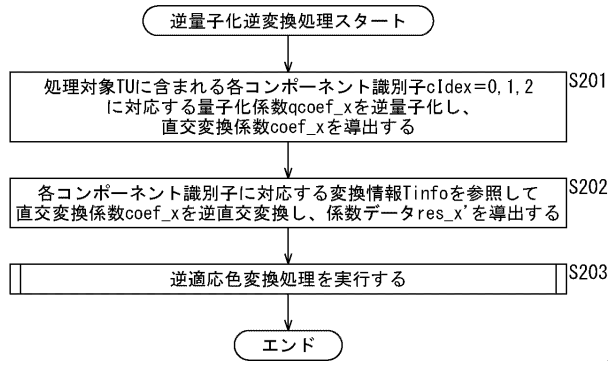 逆量子化逆変換処理スタート
処理対象TUに含まれる各コンポーネント識別子cIdex=0,1,2
に対応する量子化係数qcoef_xを逆量子化し、
直交変換係数coef_xを導出する
S201
各コンポーネント識別子に対応する変換情報Tinfoを参照して
直交変換係数coef_xを逆直交変換し、係数データres_x'を導出する
S202
逆適応色変換処理を実行する
S203
エンド